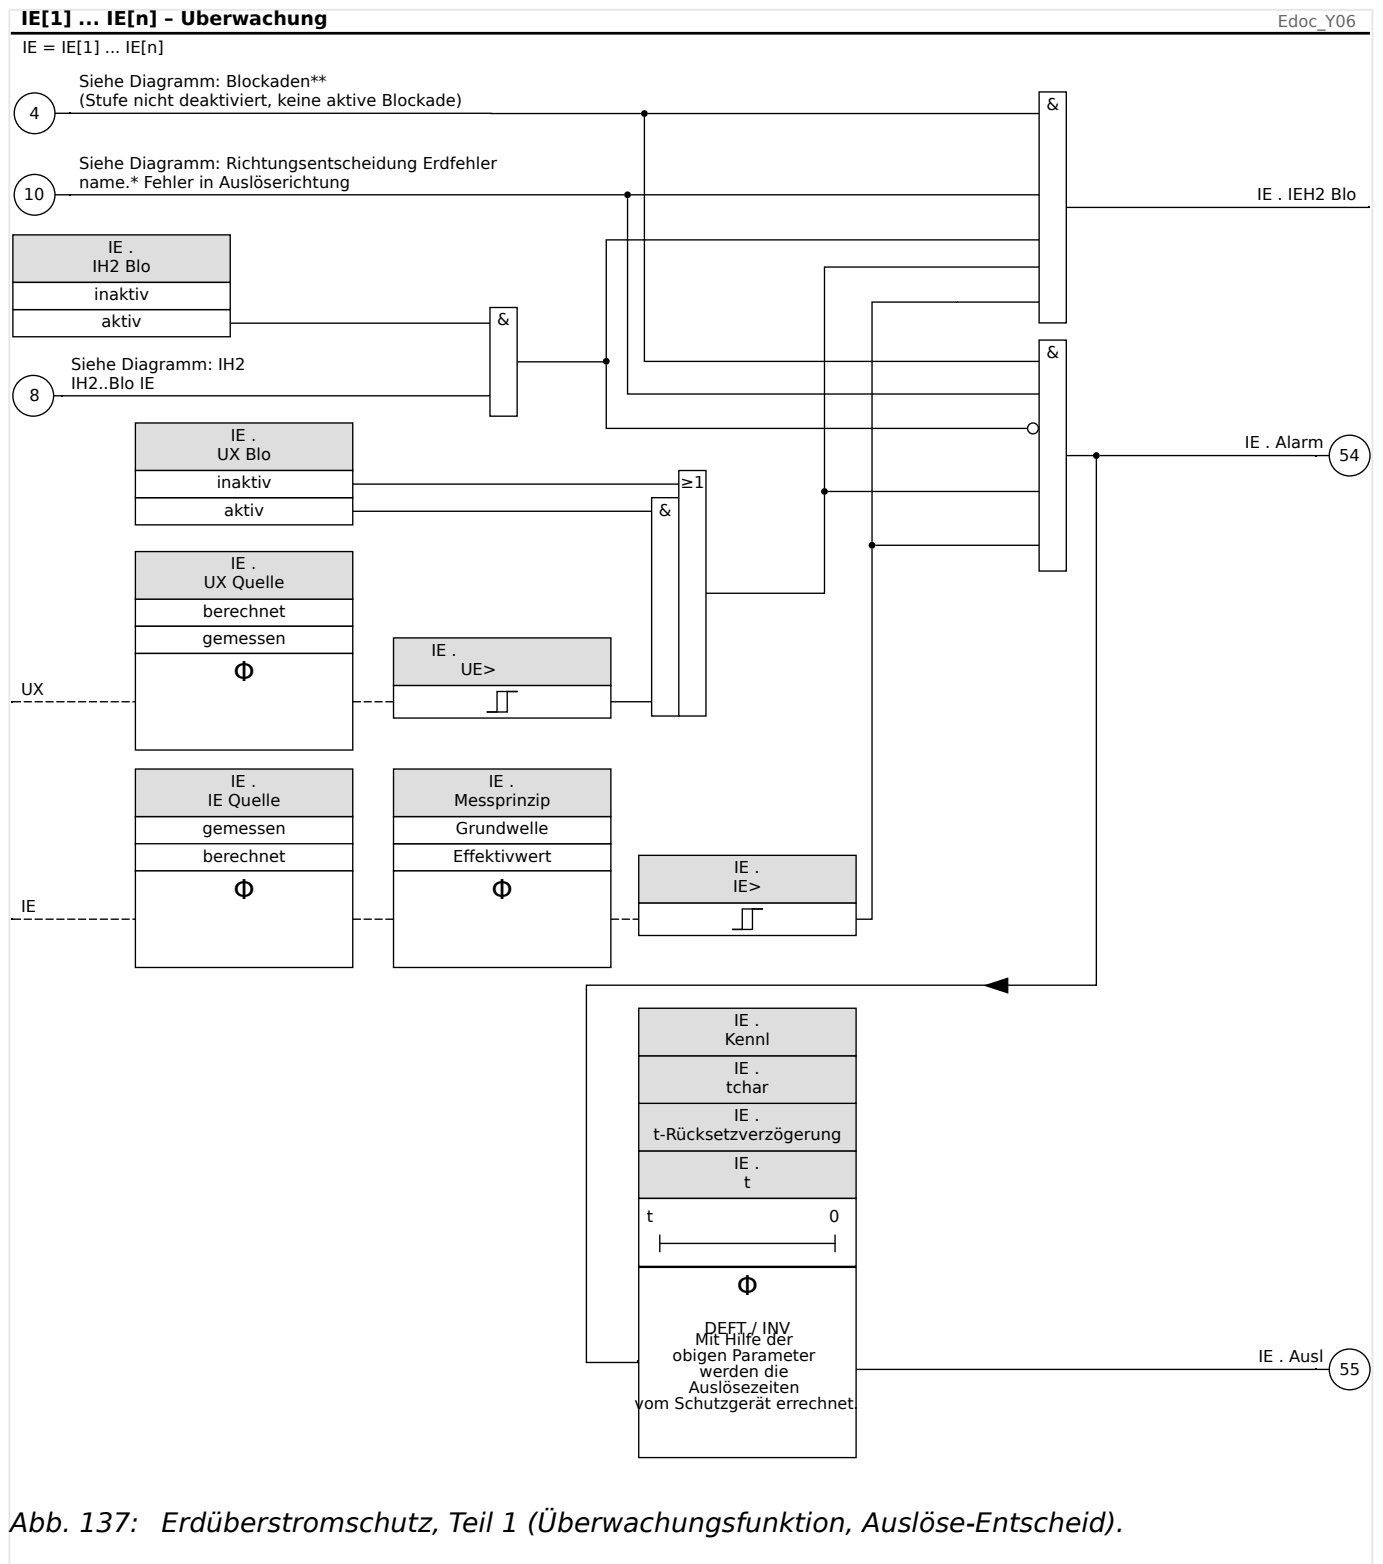 IE[1] ... IE[n] – Überwachung
Edoc_Y06
IE = IE[1] ... IE[n]
Siehe Diagramm: Blockaden**
(Stufe nicht deaktiviert, keine aktive Blockade)
4
&
Siehe Diagramm: Richtungsentscheidung Erdfehler
name.* Fehler in Auslöserichtung
10
IE . IEH2 Blo
IE .
IH2 Blo
inaktiv
aktiv
&
&
Siehe Diagramm: IH2
IH2..Blo IE
8
IE .
UX Blo
inaktiv
aktiv
≥1
&
IE . Alarm
54
IE .
UX Quelle
berechnet
gemessen
Φ
UX
IE .
UE>
IE .
IE Quelle
gemessen
berechnet
Φ
IE
IE .
Messprinzip
Grundwelle
Effektivwert
Φ
IE .
IE>
IE .
Kennl
IE .
tchar
IE .
t-Rücksetzverzögerung
IE .
t
t 0
Φ
DEFT / INV
Mit Hilfe der
obigen Parameter
werden die
Auslösezeiten
vom Schutzgerät errechnet.
IE . Ausl
55
Abb. 137: Erdüberstromschutz, Teil 1 (Überwachungsfunktion, Auslöse-Entscheid).